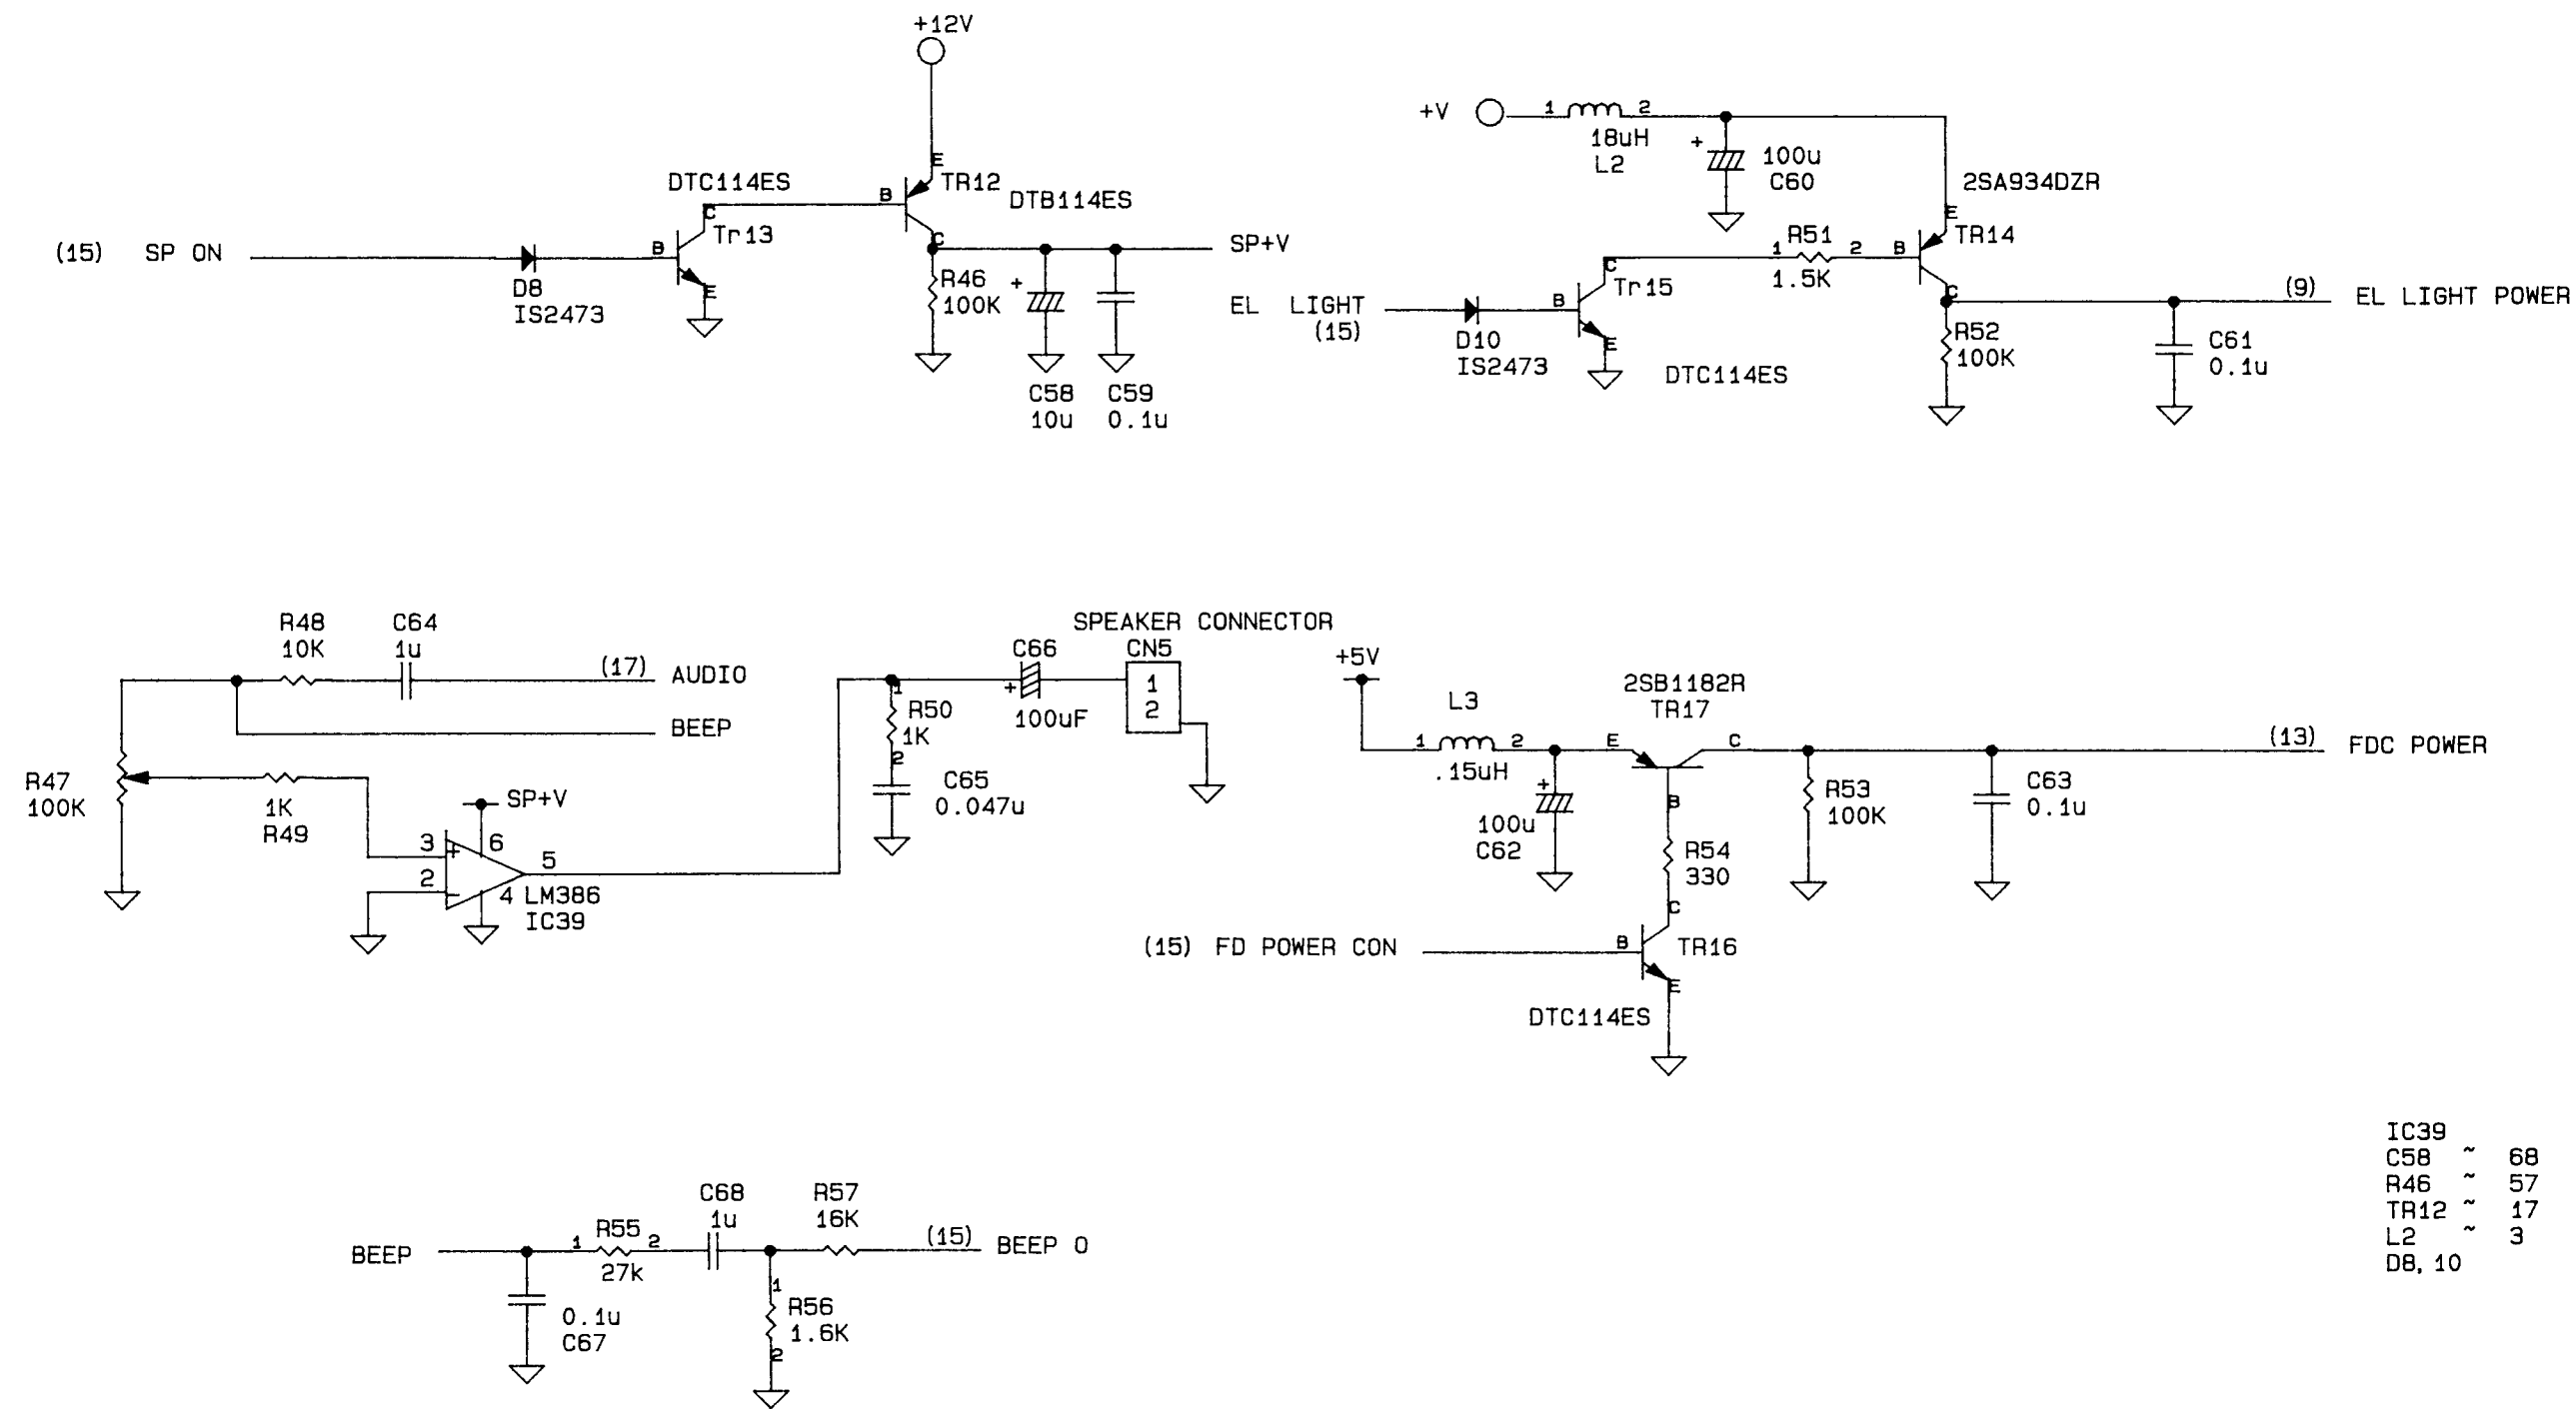 +12V
E
TR12
DTC114ES
B
DTB114ES
C
Tr13
C
(15) SP ON
B
SP+V
D8
IS2473
E
R46
100K
+
C58
10u
C59
0.1u
+V
1
2
18uH
L2
+
100u
C60
2SA934DZR
E
TR14
R51
1
2
B
1.5K
C
Tr15
C
EL LIGHT
(15)
B
D10
IS2473
E
DTC114ES
R52
100K
(9)
EL LIGHT POWER
C61
0.1u
R48
10K
C64
1u
(17) AUDIO
BEEP
R47
100K
1K
R49
SP+V
3
+
6
5
2
-
4
LM386
IC39
1
R50
1K
2
C65
0.047u
SPEAKER CONNECTOR
C66
+
100uF
CN5
1
2
+5V
L3
1
2
.15uH
2SB1182R
TR17
E
C
B
+
100u
C62
R54
330
R53
100K
C63
0.1u
(13)
FDC POWER
C
(15) FD POWER CON
B
TR16
E
DTC114ES
BEEP
1
R55
2
27k
0.1u
C67
C68
1u
R57
16K
(15) BEEP 0
1
R56
1.6K
2
IC39
C58 ~ 68
R46 ~ 57
TR12 ~ 17
L2 ~ 3
D8, 10